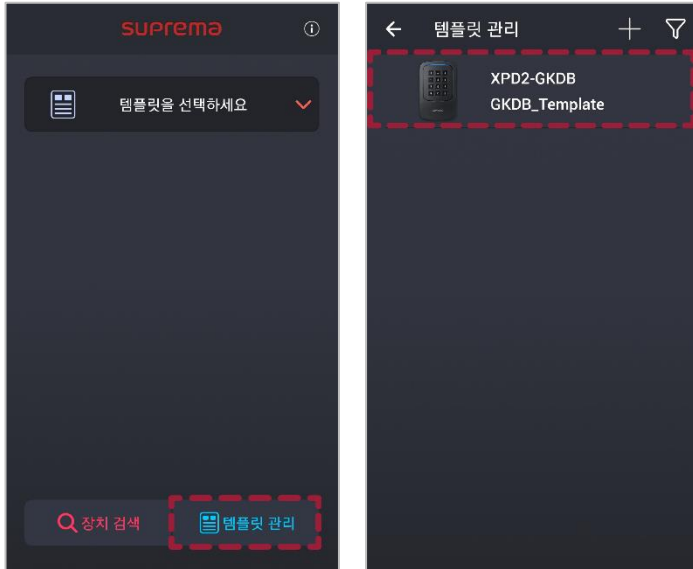 suprema
템플릿을 선택하세요
장치 검색
템플릿 관리
템플릿 관리
XPD2-GKDB
GKDB_Template